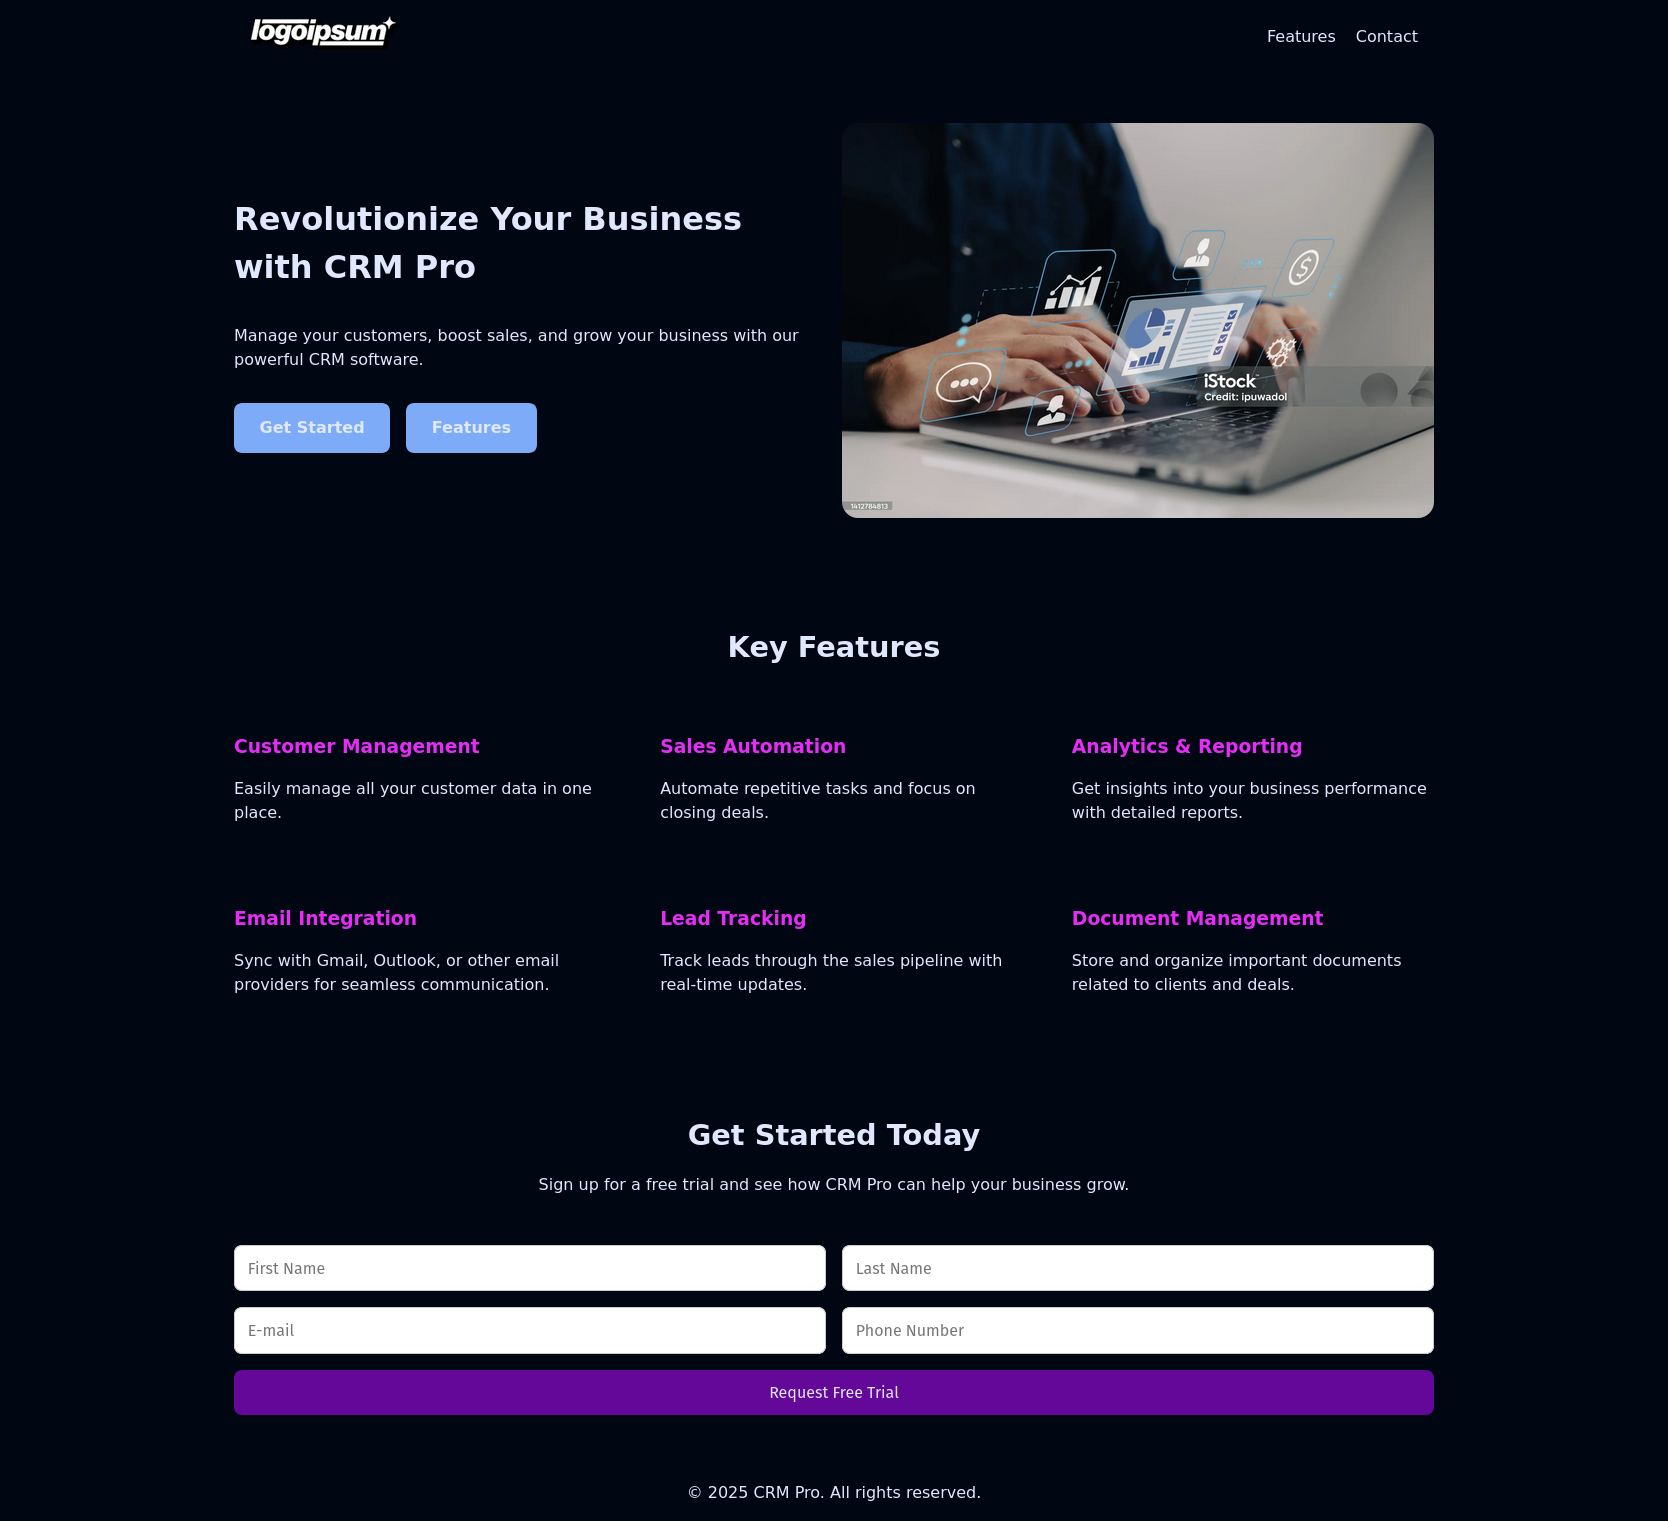 logoipsum
Features Contact
Revolutionize Your Business
with CRM Pro
Manage your customers, boost sales, and grow your business with our
powerful CRM software.
Get Started Features
iStock
Credit: ipuwadol
1412784813
Key Features
Customer Management
Easily manage all your customer data in one
place.
Sales Automation
Automate repetitive tasks and focus on
closing deals.
Analytics & Reporting
Get insights into your business performance
with detailed reports.
Email Integration
Sync with Gmail, Outlook, or other email
providers for seamless communication.
Lead Tracking
Track leads through the sales pipeline with
real-time updates.
Document Management
Store and organize important documents
related to clients and deals.
Get Started Today
Sign up for a free trial and see how CRM Pro can help your business grow.
First Name Last Name
E-mail Phone Number
Request Free Trial
© 2025 CRM Pro. All rights reserved.